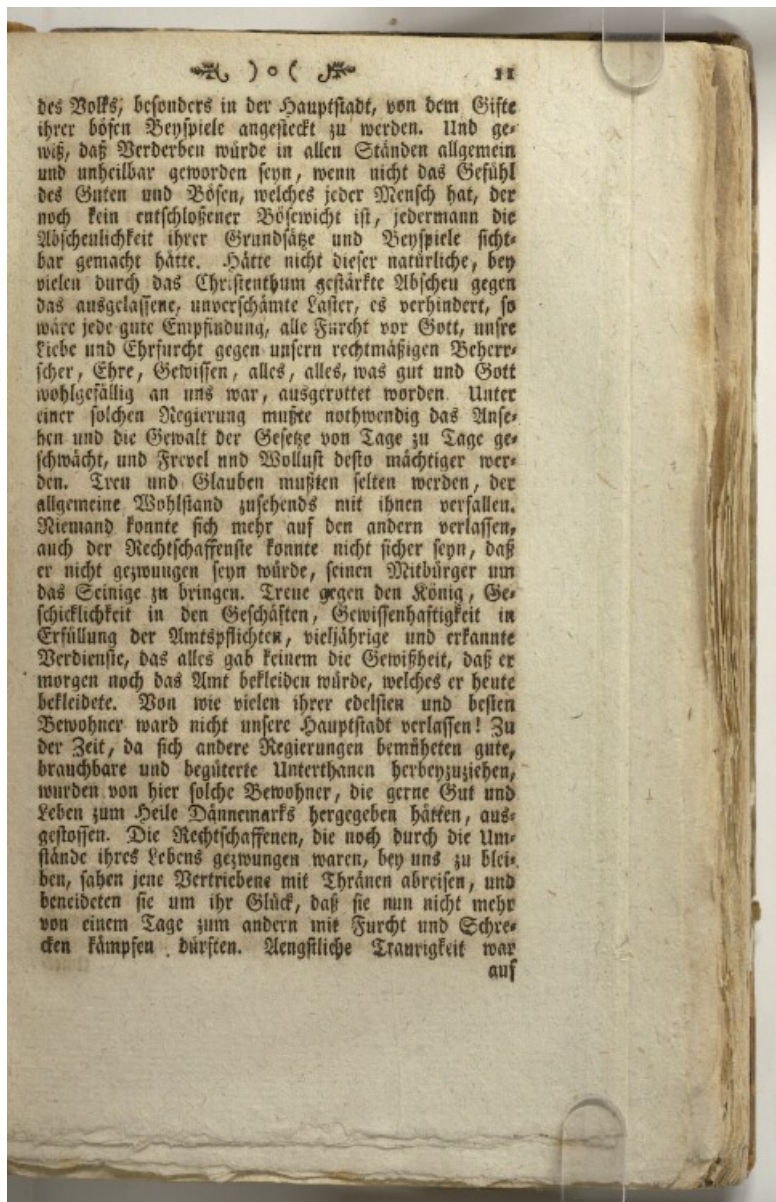 ) o ( 11
des Volks, besonders in der Hauptstadt, von dem Gifte
ihrer bösen Beyspiele angesteckt zu werden. Und ge-
wiß, daß Verderben würde in allen Ständen allgemein
und unheilbar geworden seyn, wenn nicht das Gefühl
des Guten und Bösen, welches jeder Mensch hat, der
noch kein entschloßener Bösewicht ist, jedermann die
Abscheulichkeit ihrer Grundsätze und Beyspiele sicht-
bar gemacht hätte. Hätte nicht dieser natürliche, bey
vielen durch das Christenthum gestärkte Abscheu gegen
das ausgelassene, unverschämte Laster, es verhindert, so
wäre jede gute Empfindung, alle Furcht vor Gott, unsre
Liebe und Ehrfurcht gegen unsern rechtmäßigen Beherr-
scher, Ehre, Gewissen, alles, alles, was gut und Gott
wohlgefällig an uns war, ausgerottet worden. Unter
einer solchen Regierung mußte nothwendig das Anse-
hen und die Gewalt der Gesetze von Tage zu Tage ge-
schwächt, und Frevel nnd Wollust desto mächtiger wer-
den. Treu und Glauben mußten selten werden, der
allgemeine Wohlstand zusehends mit ihnen verfallen.
Niemand konnte sich mehr auf den andern verlassen,
auch der Rechtschaffenste konnte nicht sicher seyn, daß
er nicht gezwungen seyn würde, seinen Mitbürger um
das Seinige zu bringen. Treue gegen den König, Ge-
schicklichkeit in den Geschäften, Gewissenhaftigkeit in
Erfüllung der Amtspflichten, vieljährige und erkannte
Verdienste, das alles gab keinem die Gewißheit, daß er
morgen noch das Amt bekleiden würde, welches er heute
bekleidete. Von wie vielen ihrer edelsten und besten
Bewohner ward nicht unsere Hauptstadt verlassen! Zu
der Zeit, da sich andere Regierungen bemüheten gute,
brauchbare und begüterte Unterthanen herbeyzuziehen,
wurden von hier solche Bewohner, die gerne Gut und
Leben zum Heile Dännemarks hergegeben hätten, aus-
gestossen. Die Rechtschaffenen, die noch durch die Um-
stände ihres Lebens gezwungen waren, bey uns zu blei-
ben, sahen jene Vertriebene mit Thränen abreisen, und
beneideten sie um ihr Glück, daß sie nun nicht mehr
von einem Tage zum andern mit Furcht und Schre-
cken kämpfen dürften. Aengstliche Traurigkeit war
auf